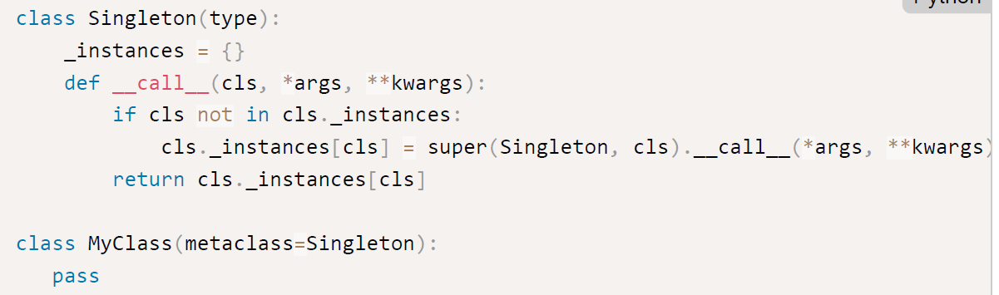 Python
class Singleton(type):
    _instances = {}
    def __call__(cls, *args, **kwargs):
        if cls not in cls._instances:
            cls._instances[cls] = super(Singleton, cls).__call__(*args, **kwargs)
        return cls._instances[cls]

class MyClass(metaclass=Singleton):
   pass